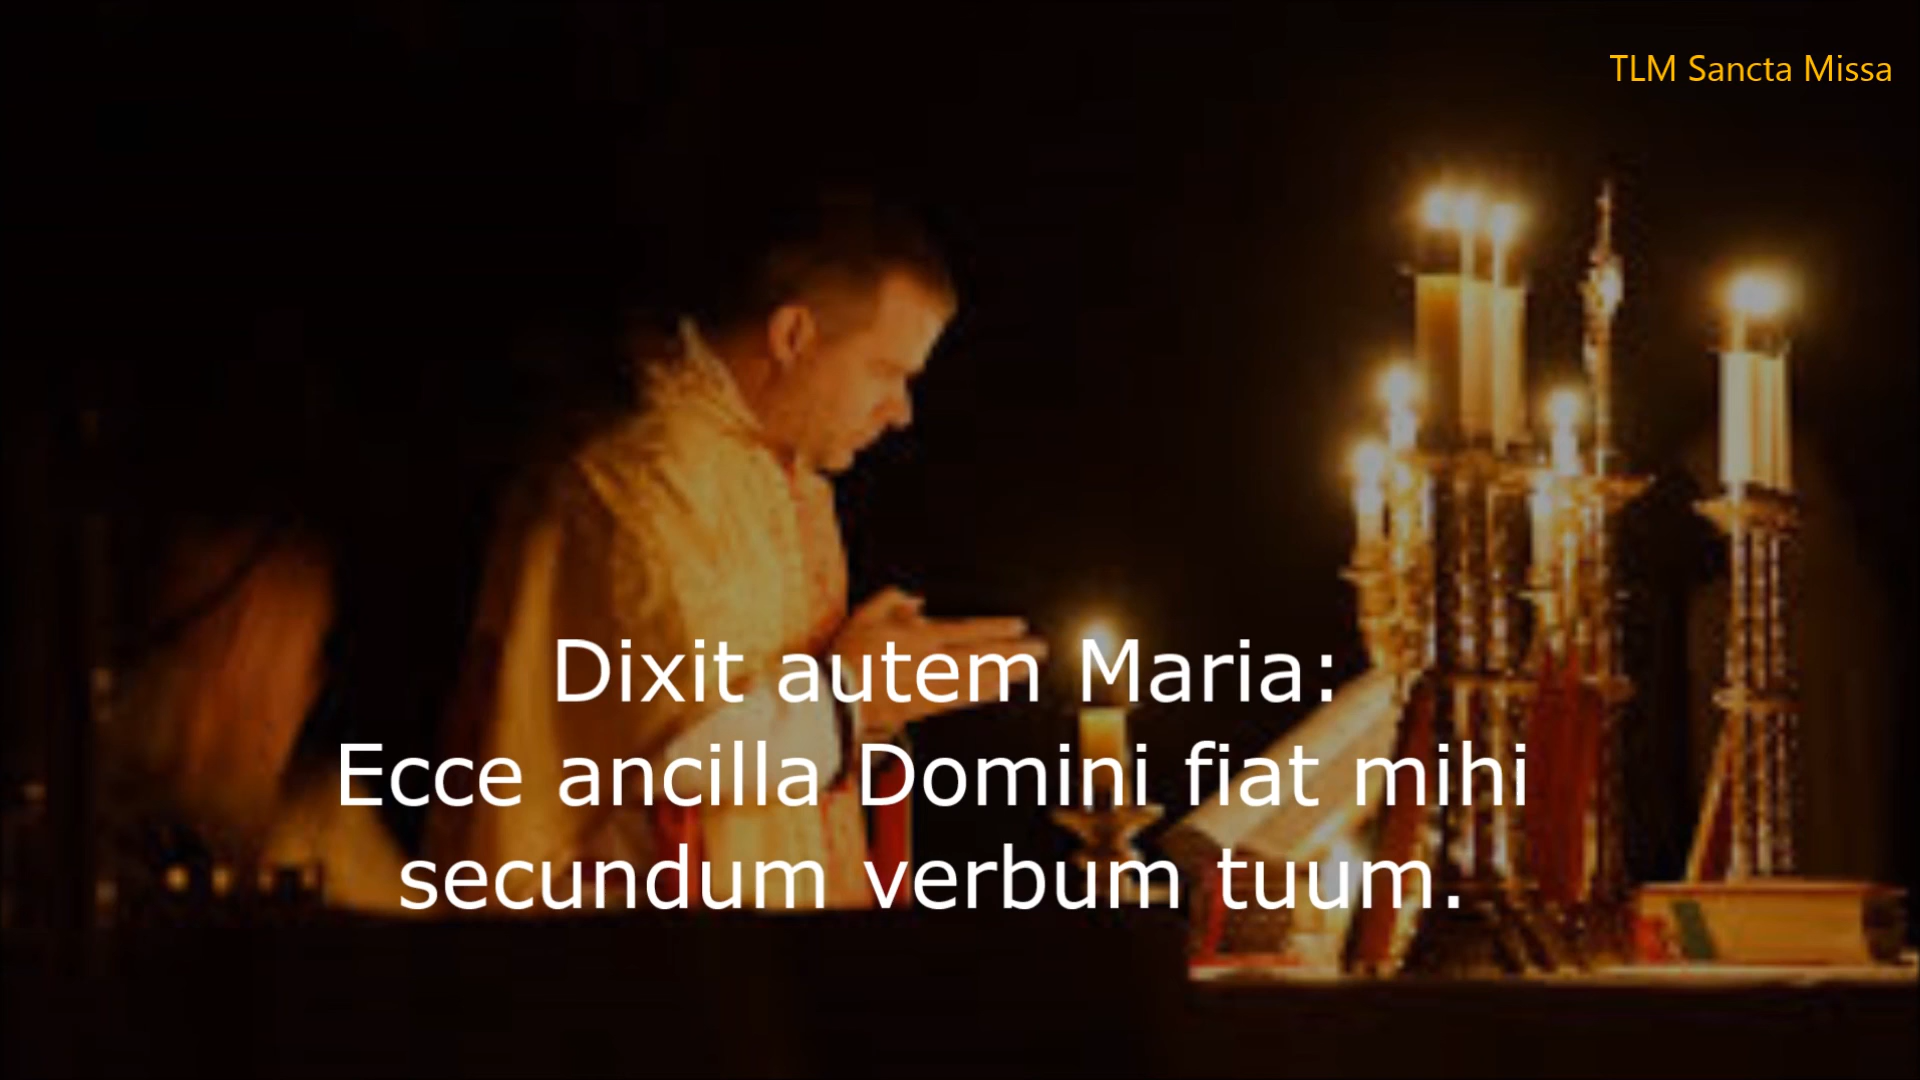 TLM Sancta Missa
Dixit autem Maria:
Ecce ancilla Domini fiat mihi
secundum verbum tuum.